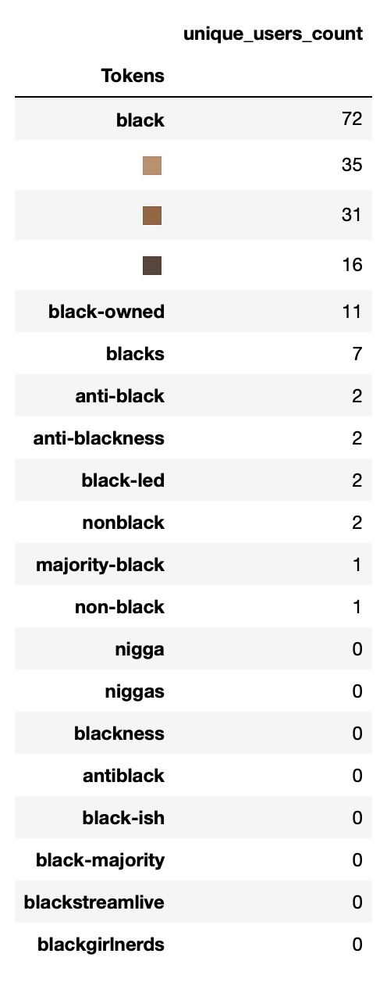 unique_users_count
Tokens
black 72
🏽 35
🏾 31
🏿 16
black-owned 11
blacks 7
anti-black 2
anti-blackness 2
black-led 2
nonblack 2
majority-black 1
non-black 1
nigga 0
niggas 0
blackness 0
antiblack 0
black-ish 0
black-majority 0
blackstreamlive 0
blackgirlnerds 0